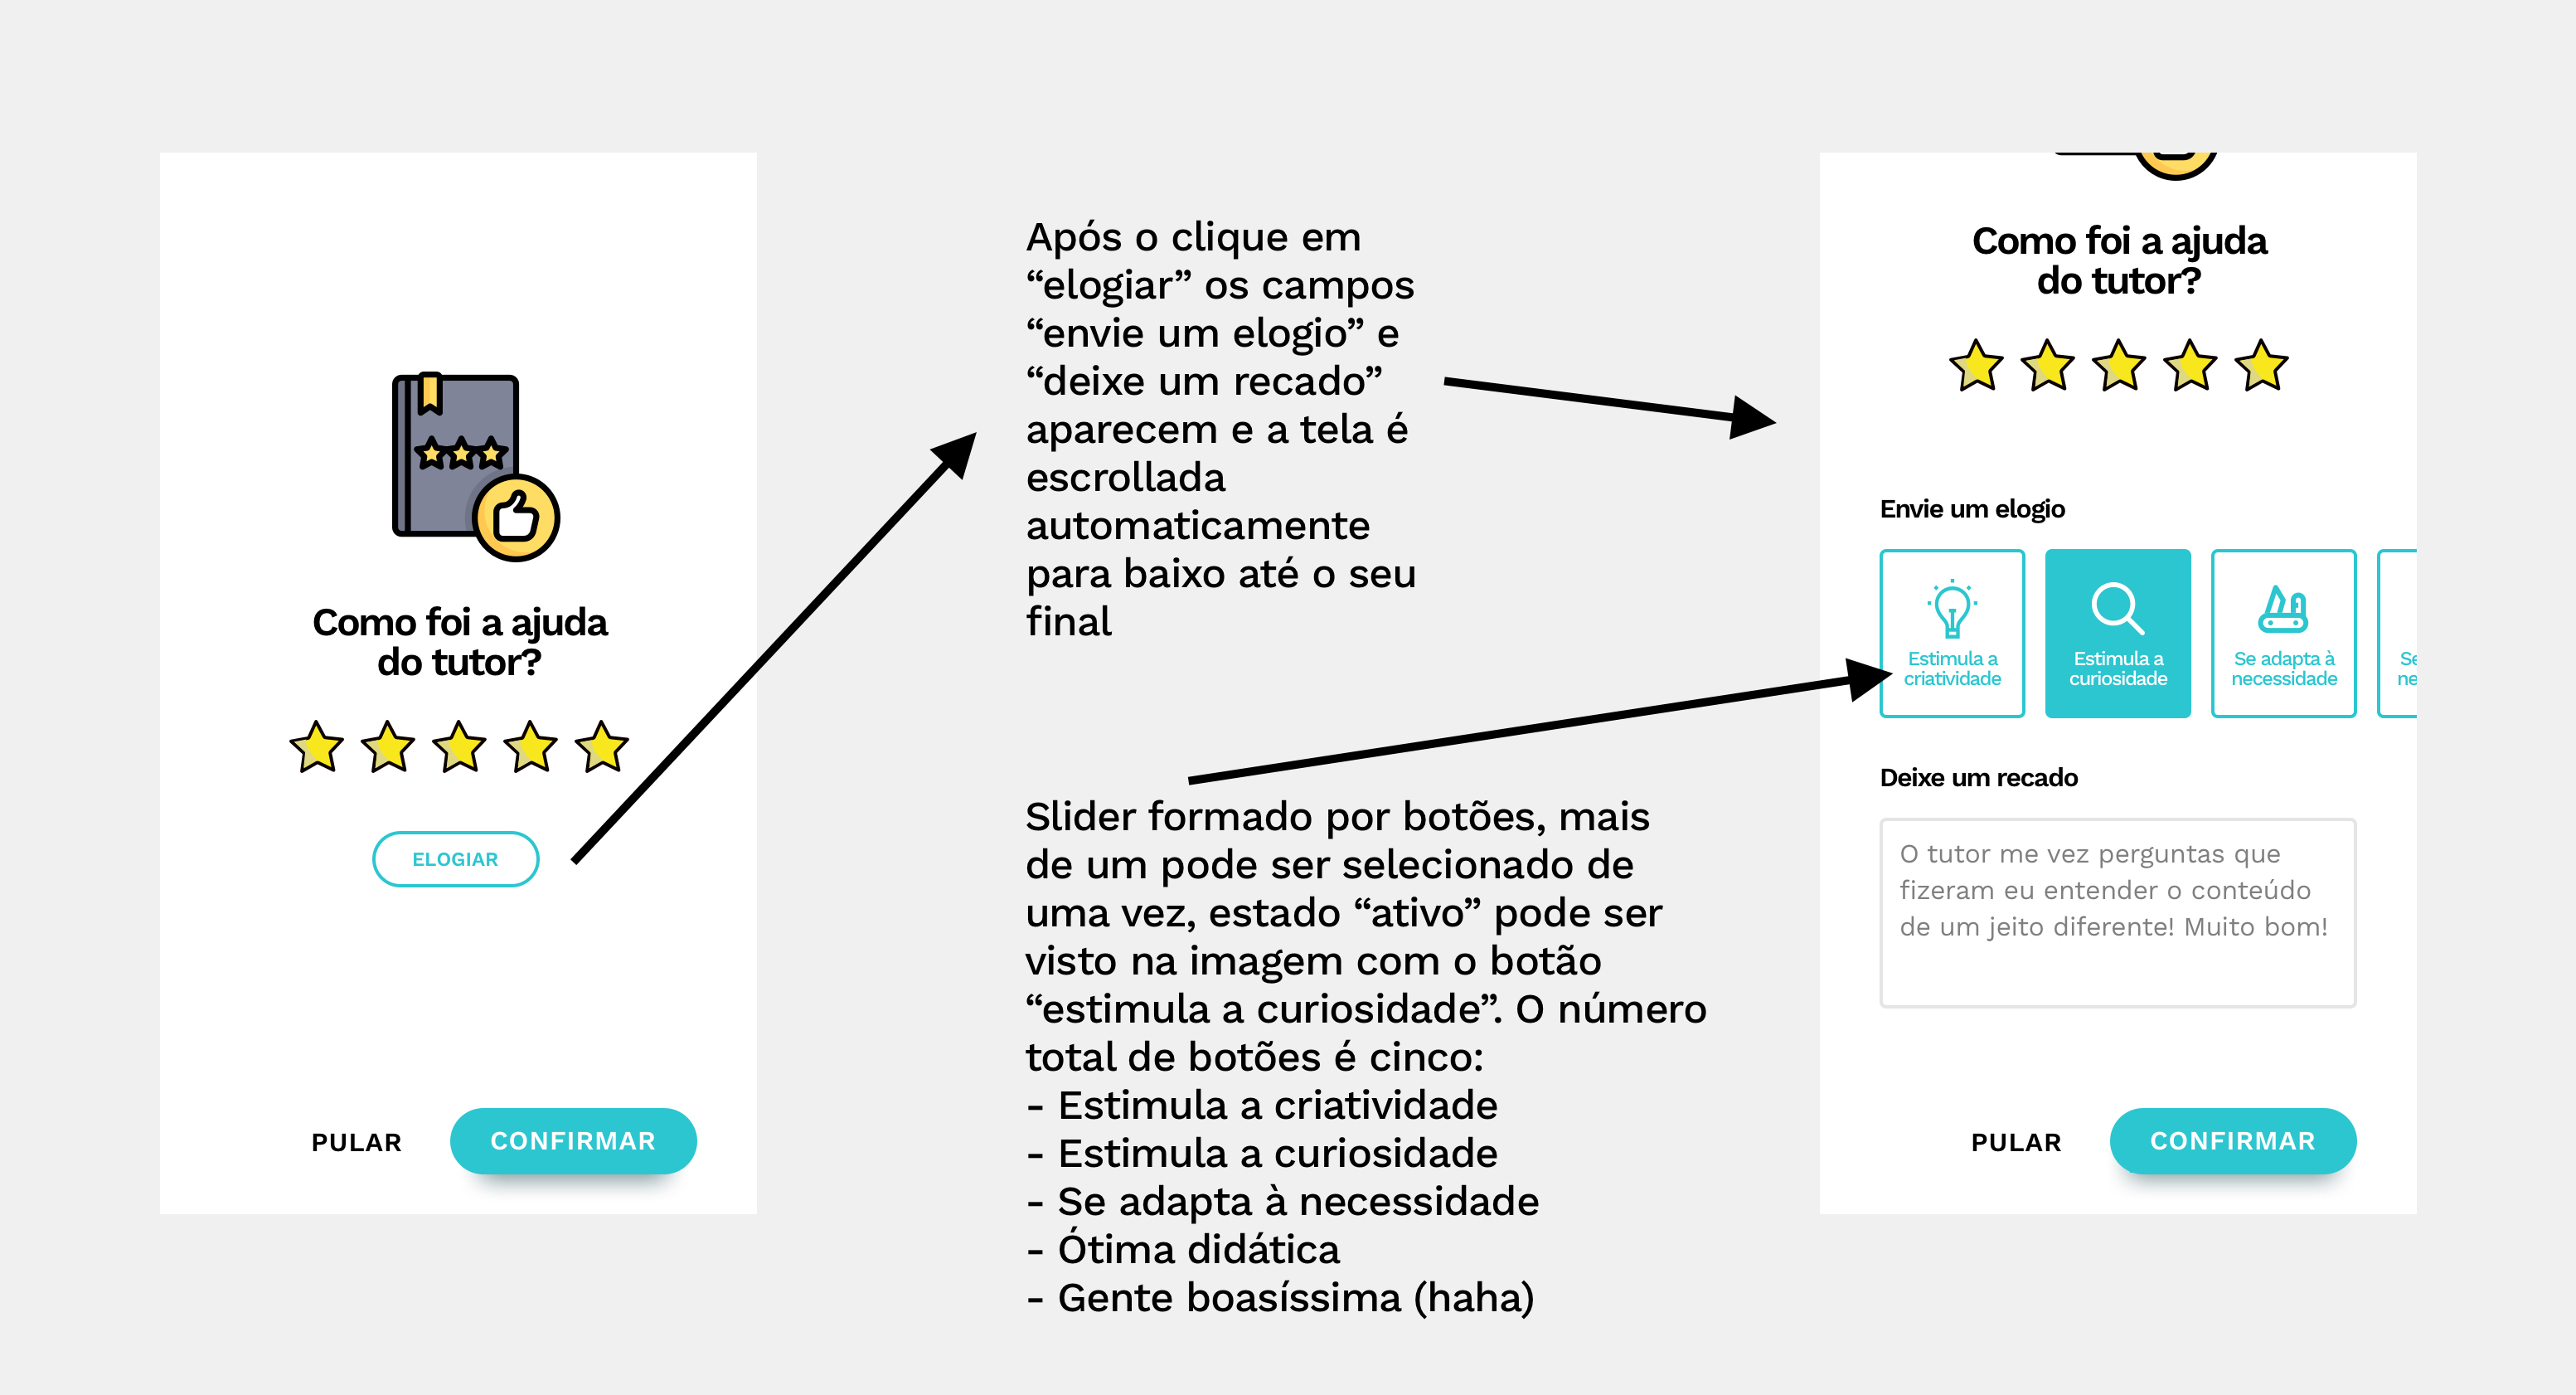 Como foi a ajuda
do tutor?
ELOGIAR
PULAR
CONFIRMAR
Após o clique em
“elogiar” os campos
“envie um elogio” e
“deixe um recado”
aparecem e a tela é
escrollada
automaticamente
para baixo até o seu
final
Slider formado por botões, mais
de um pode ser selecionado de
uma vez, estado “ativo” pode ser
visto na imagem com o botão
“estimula a curiosidade”. O número
total de botões é cinco:
- Estimula a criatividade
- Estimula a curiosidade
- Se adapta à necessidade
- Ótima didática
- Gente boasíssima (haha)
Como foi a ajuda
do tutor?
Envie um elogio
Estimula a
criatividade
Estimula a
curiosidade
Se adapta à
necessidade
Se
ne
Deixe um recado
O tutor me vez perguntas que
fizeram eu entender o conteúdo
de um jeito diferente! Muito bom!
PULAR
CONFIRMAR